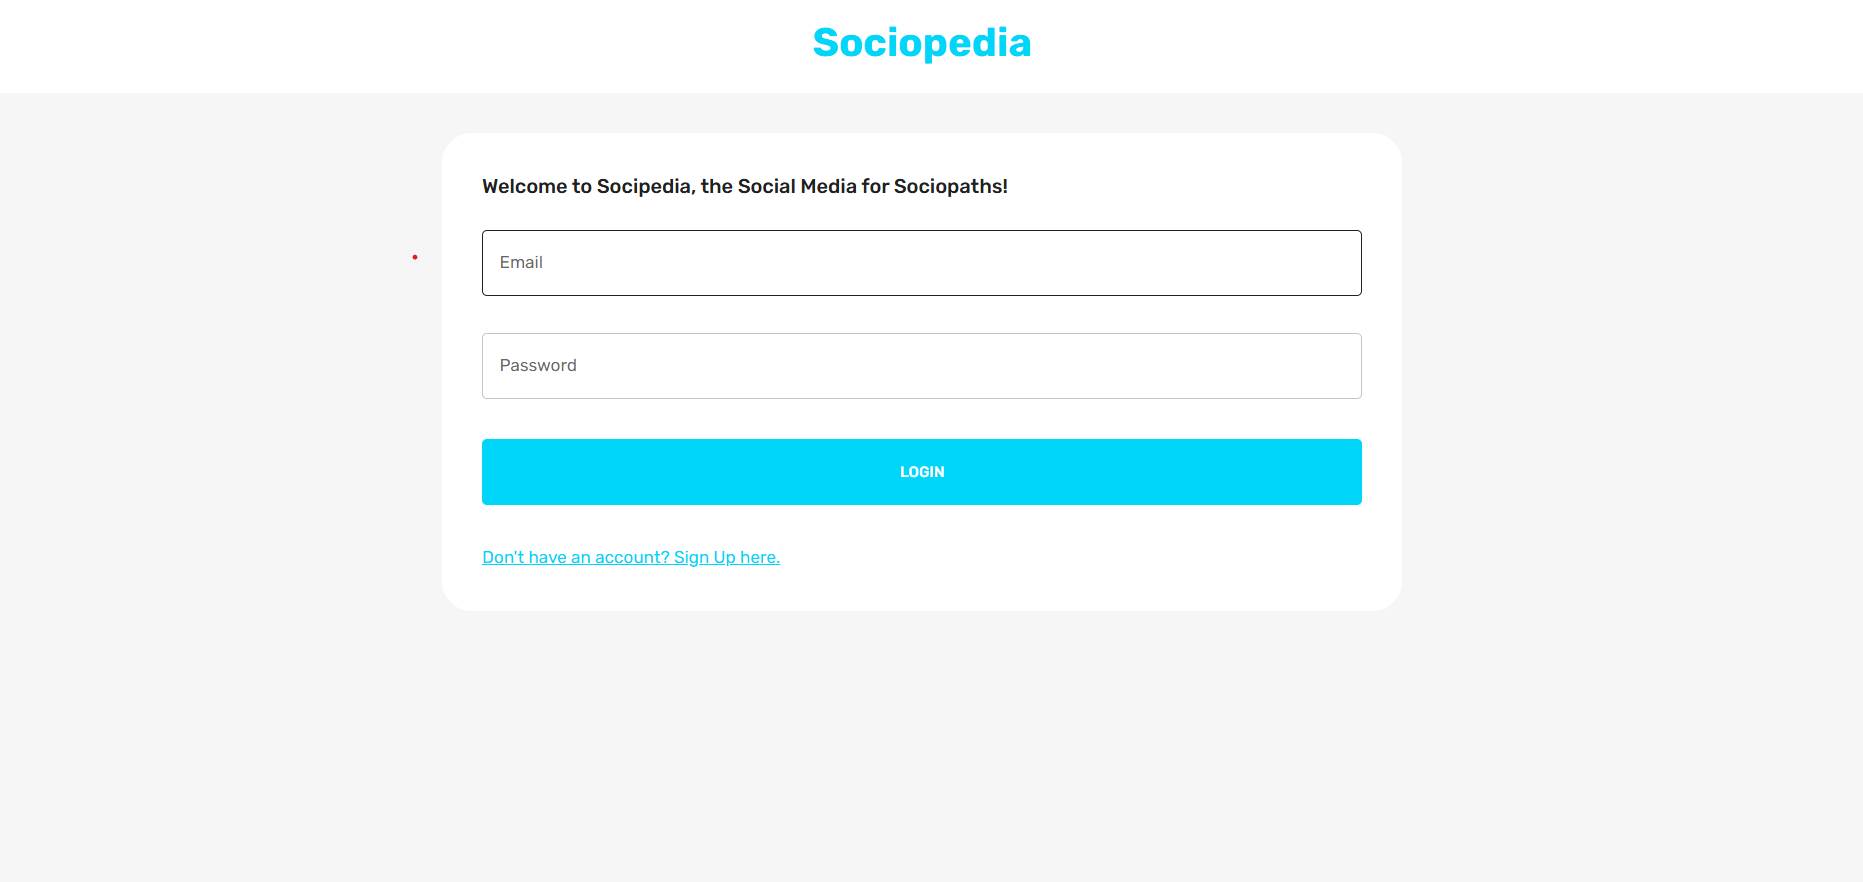 Sociopedia
Welcome to Socipedia, the Social Media for Sociopaths!
Email
Password
LOGIN
Don't have an account? Sign Up here.